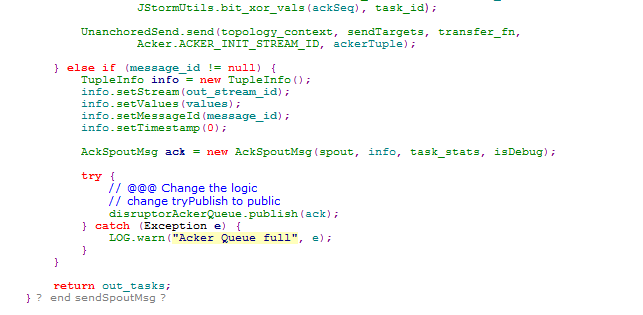 JStormUtils.bit_xor_vals(ackSeq), task_id);
UnanchoredSend.send(topology_context, sendTargets, transfer_fn,
Acker.ACKER_INIT_STREAM_ID, ackerTuple);
} else if (message_id != null) {
TupleInfo info = new TupleInfo();
info.setStream(out_stream_id);
info.setValues(values);
info.setMessageId(message_id);
info.setTimestamp(0);
AckSpoutMsg ack = new AckSpoutMsg(spout, info, task_stats, isDebug);
try {
// @@@ Change the logic
// change tryPublish to public
disruptorAckerQueue.publish(ack);
} catch (Exception e) {
LOG.warn("Acker Queue full", e);
}
}
return out_tasks;
} ? end sendSpoutMsg ?